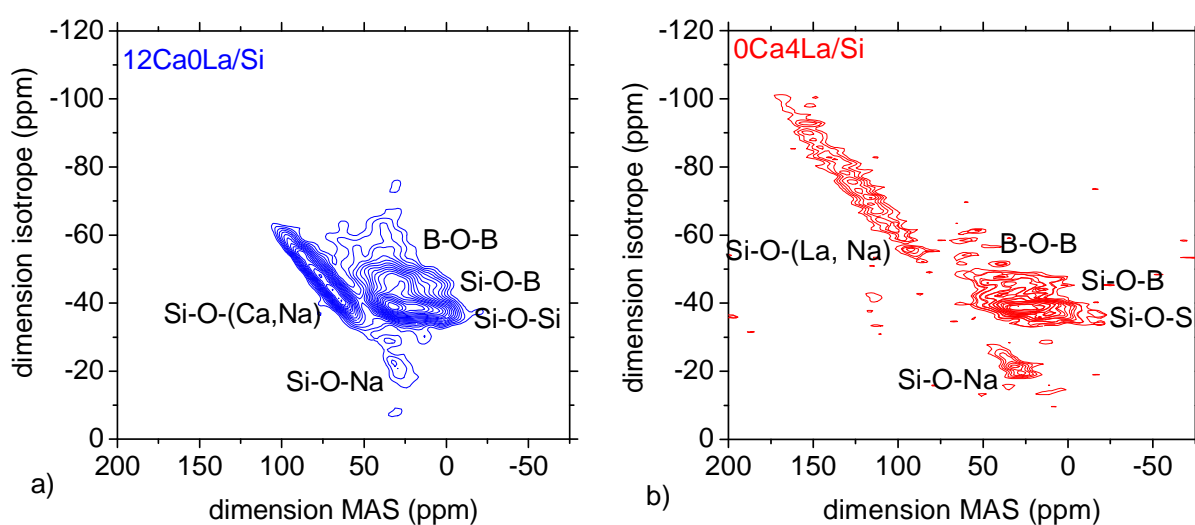 -120
12Ca0La/Si
-100
-80
-60
-40
-20
0
dimension isotrope (ppm)
B-O-B
Si-O-B
Si-O-(Ca,Na)
Si-O-Si
Si-O-Na
200 150 100 50 0 -50
a)
dimension MAS (ppm)
-120
0Ca4La/Si
-100
-80
-60
-40
-20
0
dimension isotrope (ppm)
Si-O-(La, Na)
B-O-B
Si-O-B
Si-O-S
Si-O-Na
200 150 100 50 0 -50
b)
dimension MAS (ppm)